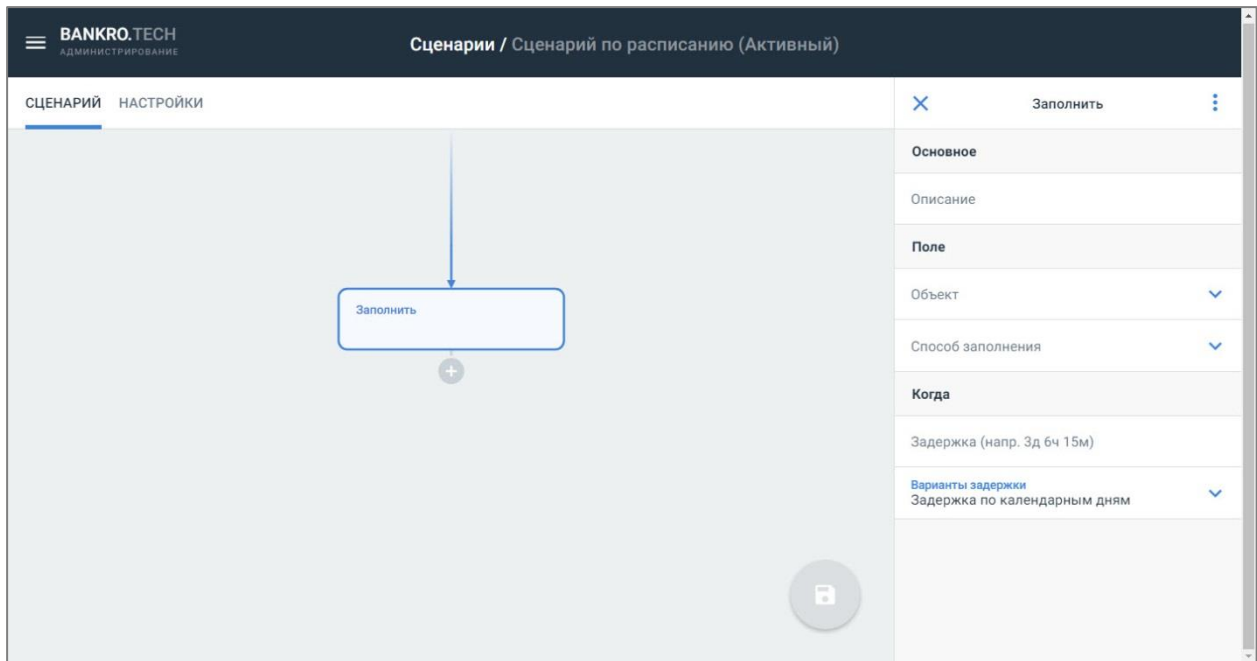 BANKRO.TECH
АДМИНИСТРИРОВАНИЕ
Сценарии / Сценарий по расписанию (Активный)
СЦЕНАРИЙ НАСТРОЙКИ
Заполнить
Заполнить
Основное
Описание
Поле
Объект
Способ заполнения
Когда
Задержка (напр. 3д 6ч 15м)
Варианты задержки
Задержка по календарным дням